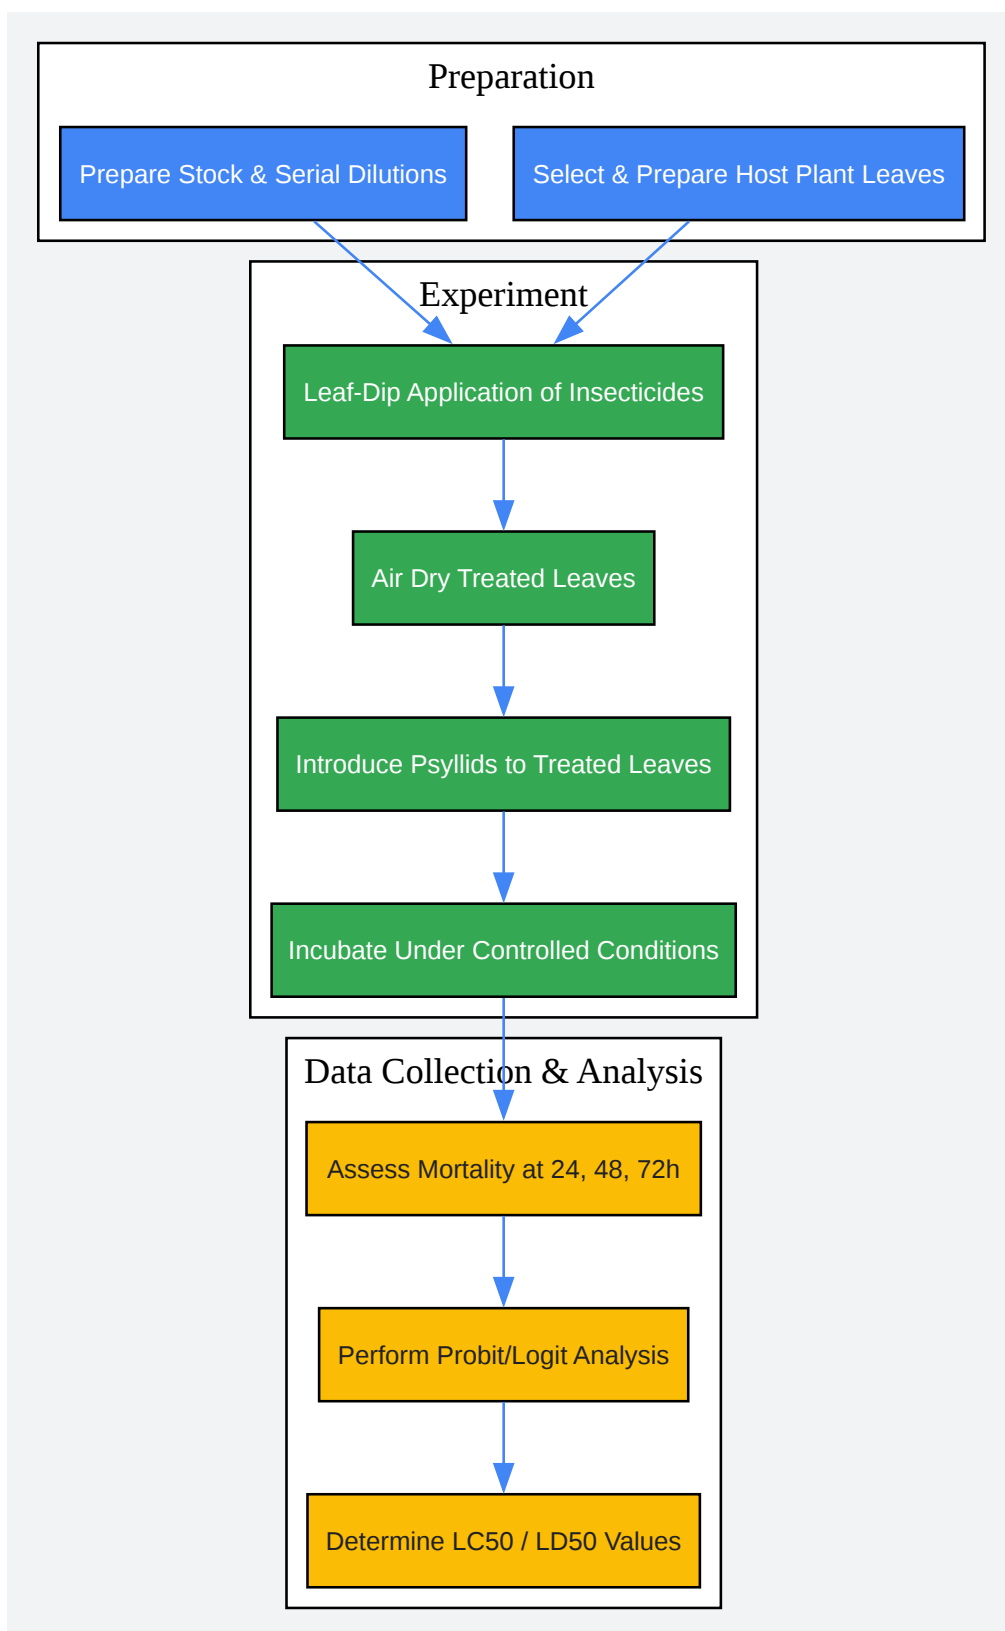 Preparation
Prepare Stock & Serial Dilutions
Select & Prepare Host Plant Leaves
Experiment
Leaf-Dip Application of Insecticides
Air Dry Treated Leaves
Introduce Psyllids to Treated Leaves
Incubate Under Controlled Conditions
Data Collection & Analysis
Assess Mortality at 24, 48, 72h
Perform Probit/Logit Analysis
Determine LC50 / LD50 Values